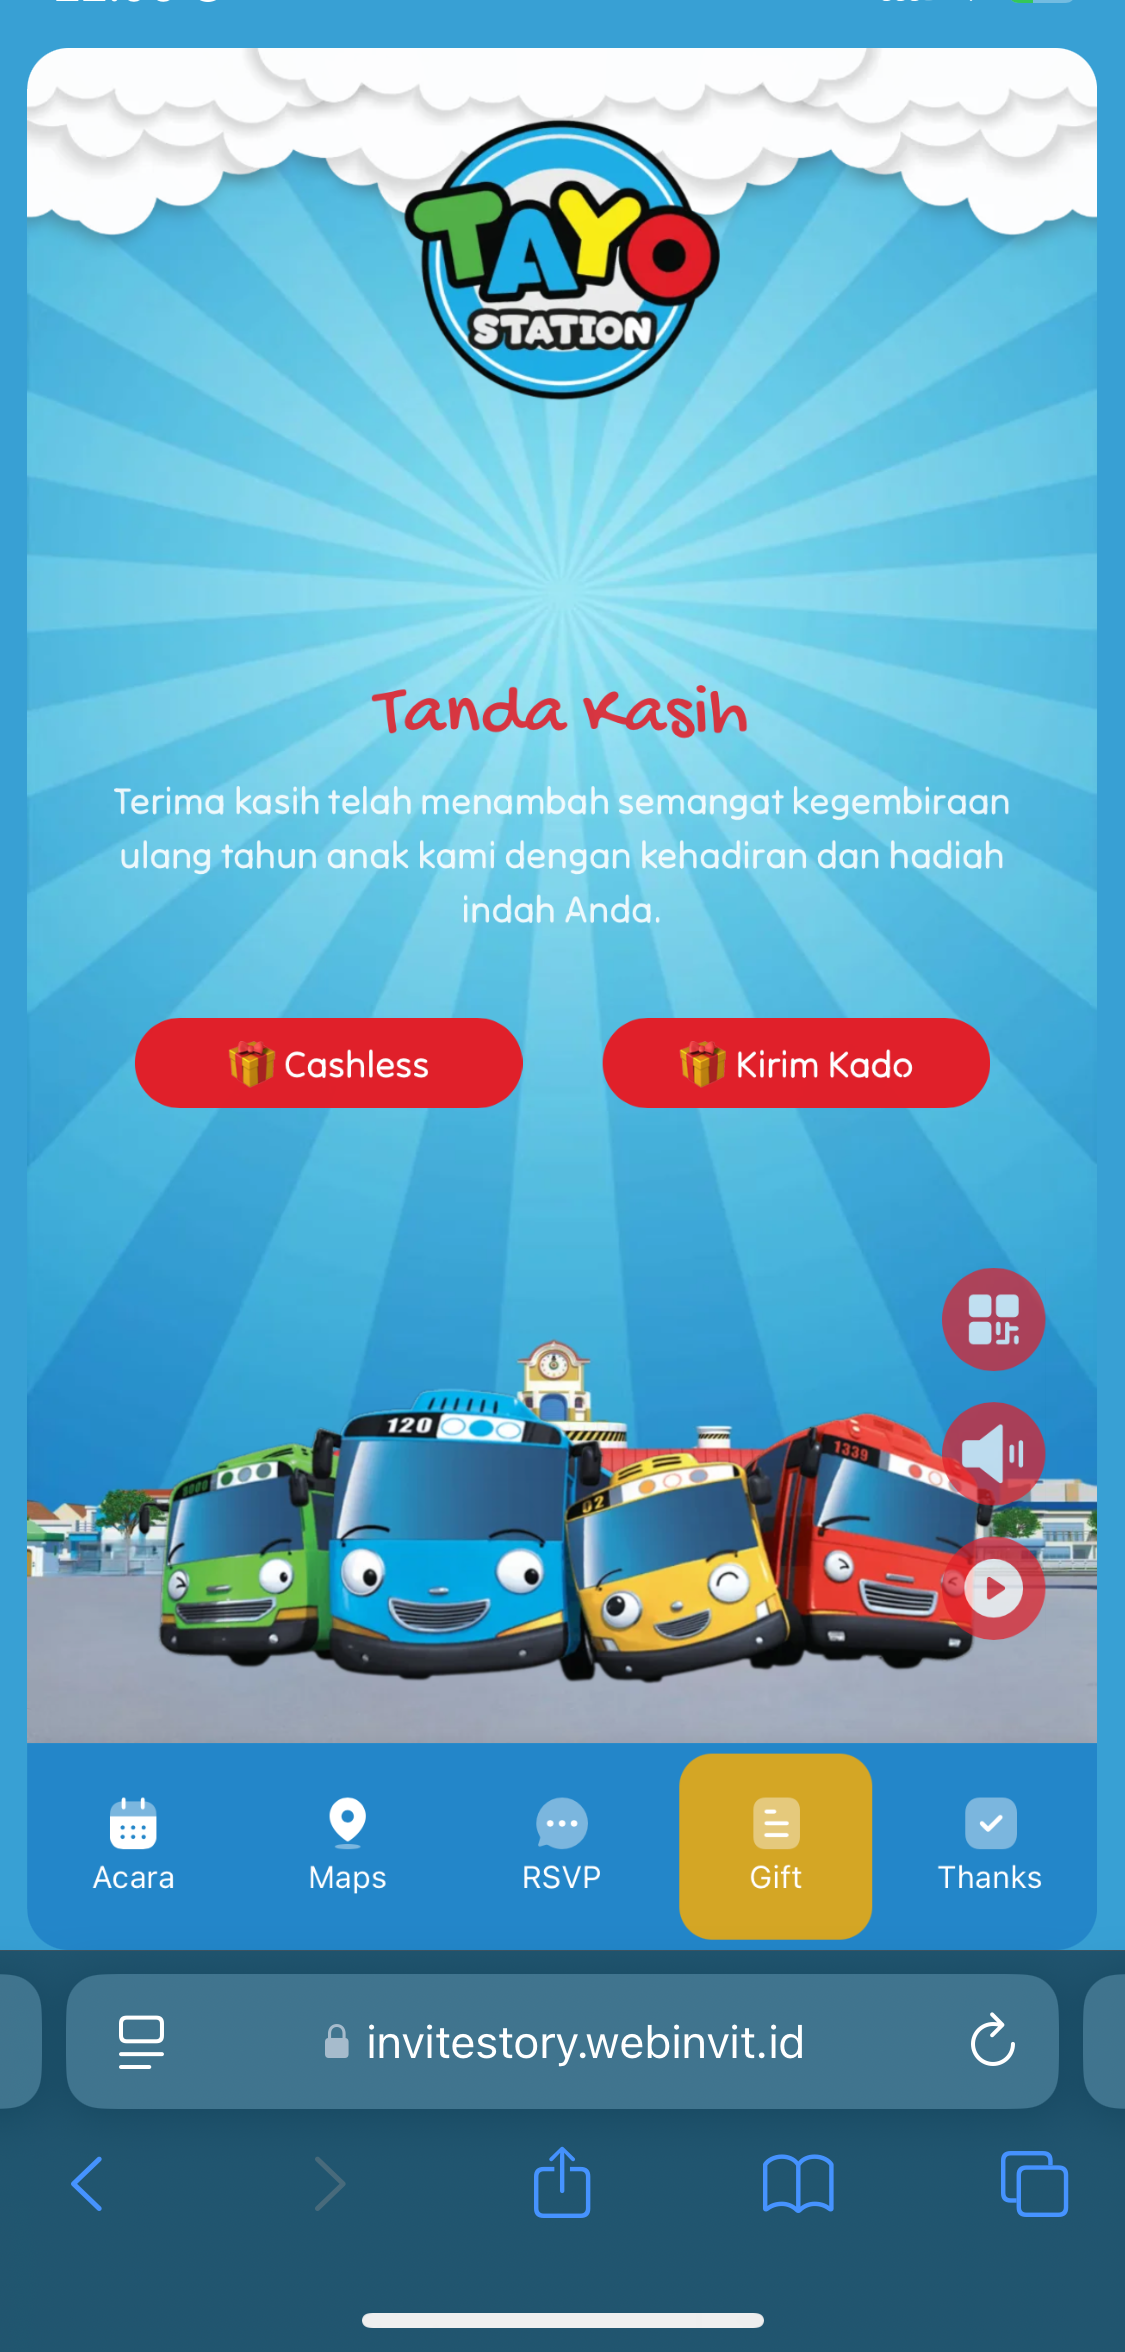 TAYO
STATION
Tanda Kasih
Terima kasih telah menambah semangat kegembiraan
ulang tahun anak kami dengan kehadiran dan hadiah
indah Anda.
Cashless
Kirim Kado
120
02
1339
Acara
Maps
RSVP
Gift
Thanks
invitestory.webinvit.id